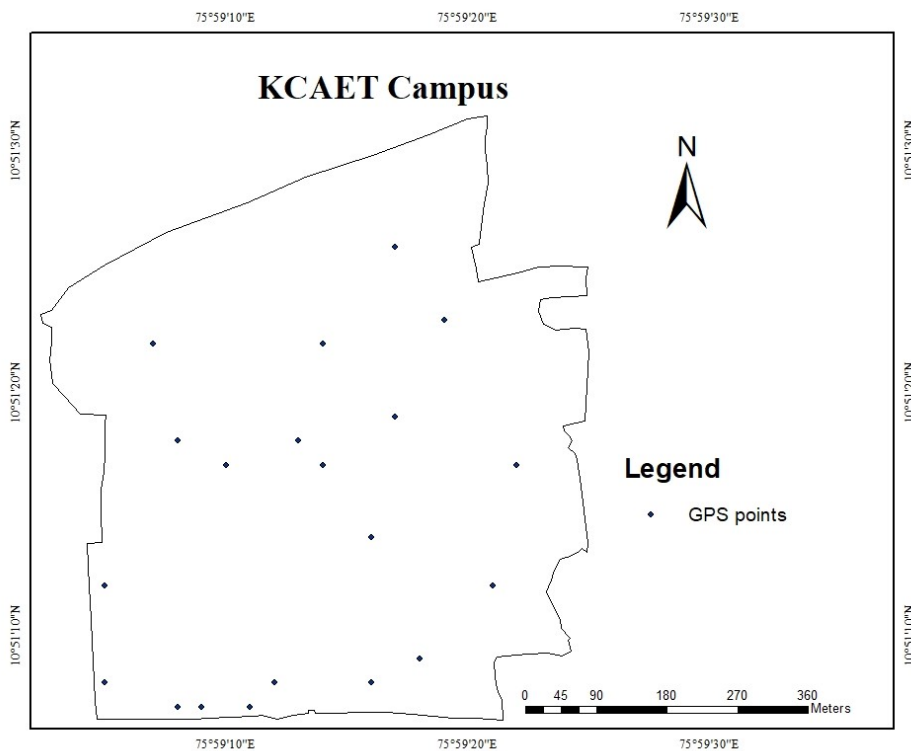 75°59'10"E 75°59'20"E 75°59'30"E
KCAET Campus
N
10°51'30"N 10°51'30"N
10°51'20"N 10°51'20"N
Legend
GPS points
10°51'10"N 10°51'10"N
0 45 90 180 270 360
Meters
75°59'10"E 75°59'20"E 75°59'30"E